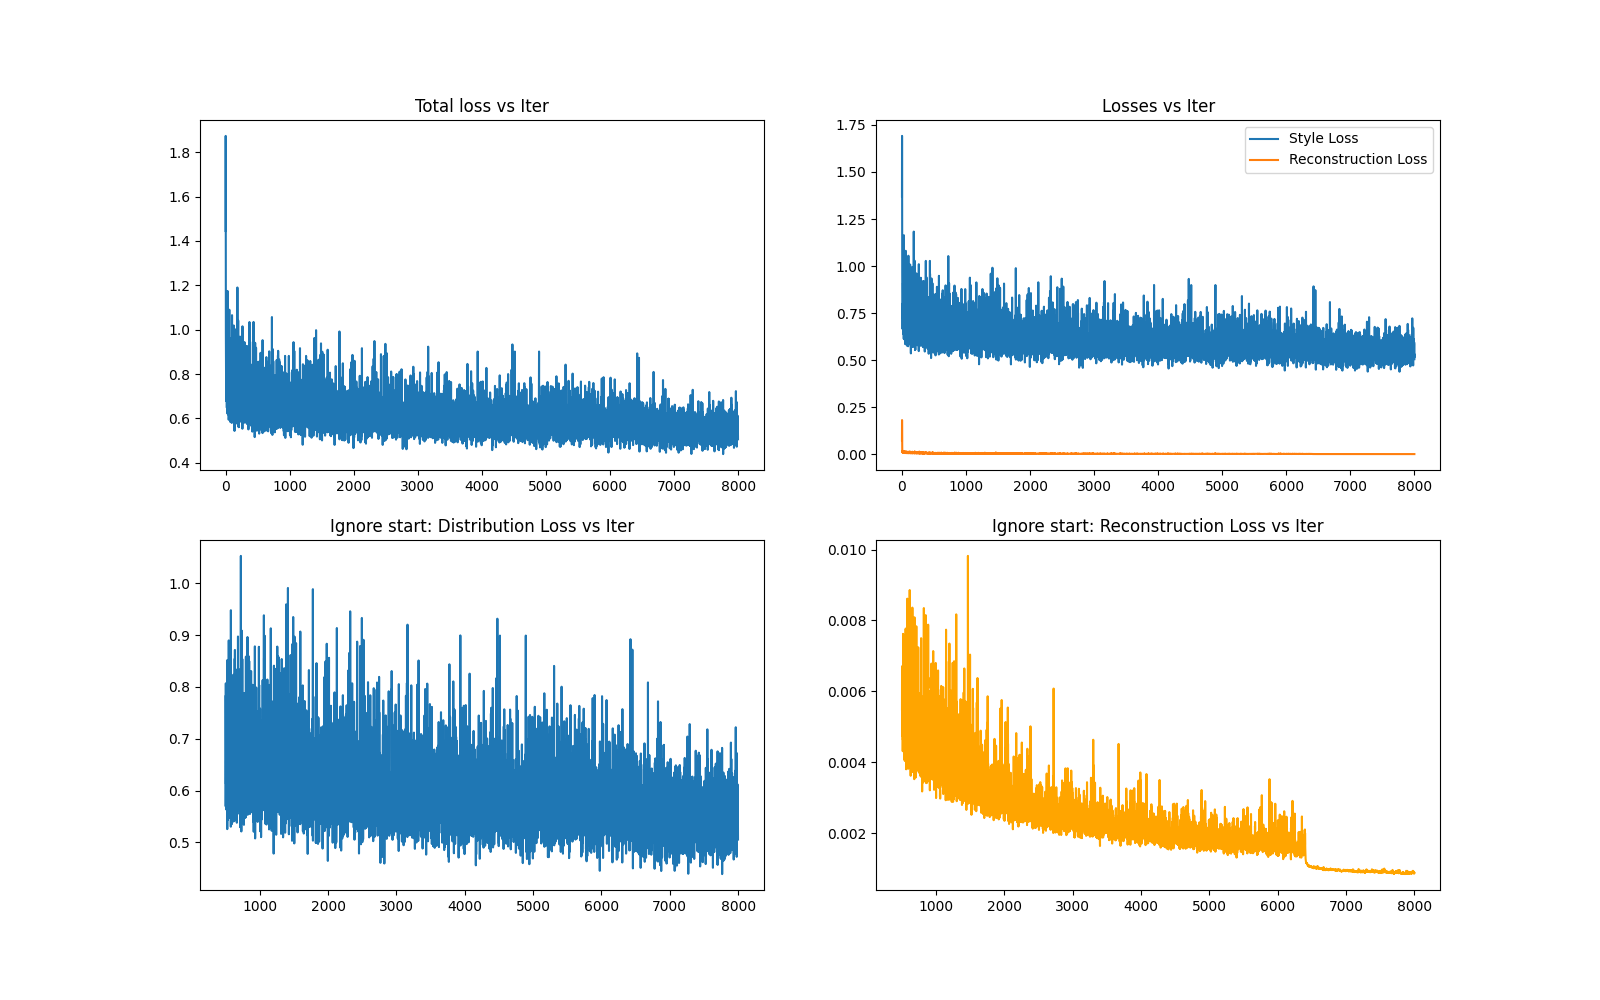 Total loss vs Iter
1.8
1.6
1.4
1.2
1.0
0.8
0.6
0.4
0 1000 2000 3000 4000 5000 6000 7000 8000
Losses vs Iter
Style Loss
Reconstruction Loss
1.75
1.50
1.25
1.00
0.75
0.50
0.25
0.00
0 1000 2000 3000 4000 5000 6000 7000 8000
Ignore start: Distribution Loss vs Iter
1.0
0.9
0.8
0.7
0.6
0.5
1000 2000 3000 4000 5000 6000 7000 8000
Ignore start: Reconstruction Loss vs Iter
0.010
0.008
0.006
0.004
0.002
1000 2000 3000 4000 5000 6000 7000 8000